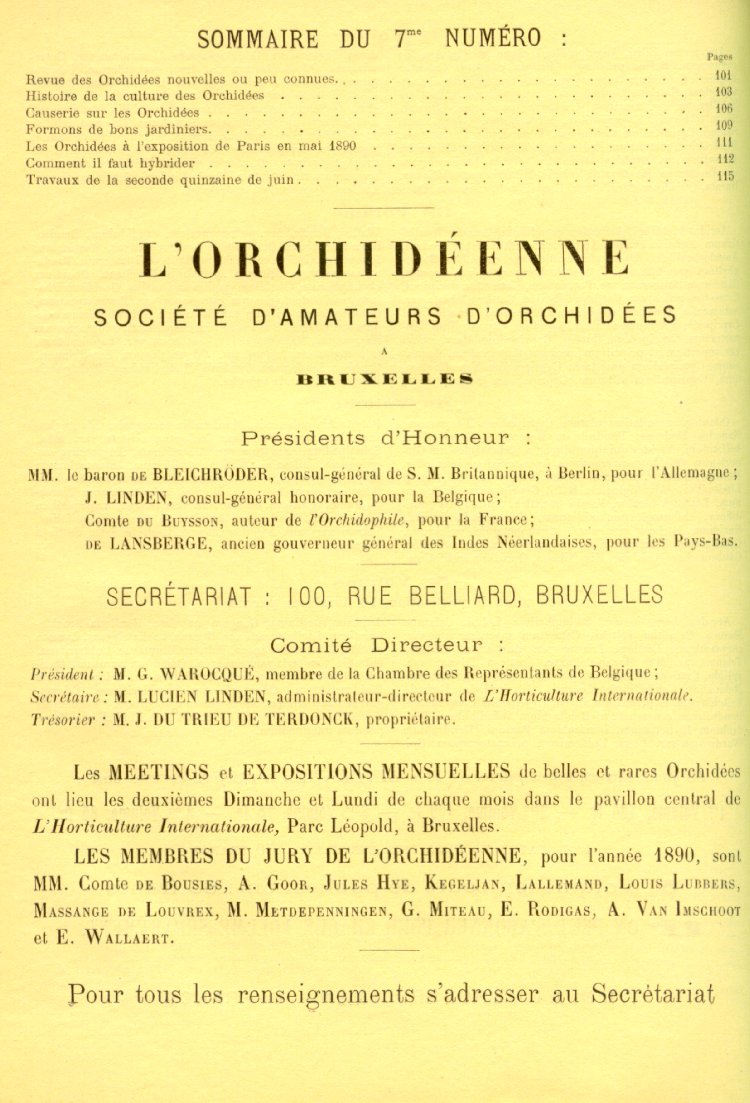 SOMMAIRE DU 7me NUMÉRO :
Pages
Revue des Orchidées nouvelles ou peu connues. . . . . . . . . . . . . . . . . . . . 101
Histoire de la culture des Orchidées . . . . . . . . . . . . . . . . . . . . 103
Causerie sur les Orchidées . . . . . . . . . . . . . . . . . . . . 106
Formons de bons jardiniers. . . . . . . . . . . . . . . . . . . . 109
Les Orchidées à l'exposition de Paris en mai 1890 . . . . . . . . . . . . . . . . . 111
Comment il faut hybrider . . . . . . . . . . . . . . . . . . . . 112
Travaux de la seconde quinzaine de juin . . . . . . . . . . . . . . . . . . . . 115
L'ORCHIDÉENNE
SOCIÉTÉ D'AMATEURS D'ORCHIDÉES
A
BRUXELLES
Présidents d'Honneur :
MM. le baron DE BLEICHRÖDER, consul-général de S. M. Britannique, à Berlin, pour l'Allemagne ;
J. LINDEN, consul-général honoraire, pour la Belgique ;
Comte DU BUYSSON, auteur de l'Orchidophile, pour la France ;
DE LANSBERGE, ancien gouverneur général des Indes Néerlandaises, pour les Pays-Bas.
SECRÉTARIAT : 100, RUE BELLIARD, BRUXELLES
Comité Directeur :
Président : M. G. WAROCQUÉ, membre de la Chambre des Représentants de Belgique ;
Secrétaire : M. LUCIEN LINDEN, administrateur-directeur de L'Horticulture Internationale.
Trésorier : M. J. DU TRIEU DE TERDONCK, propriétaire.
Les MEETINGS et EXPOSITIONS MENSUELLES de belles et rares Orchidées
ont lieu les deuxièmes Dimanche et Lundi de chaque mois dans le pavillon central de
L'Horticulture Internationale, Parc Léopold, à Bruxelles.
LES MEMBRES DU JURY DE L'ORCHIDÉENNE, pour l'année 1890, sont
MM. Comte DE BOUSIES, A. GOOR, JULES HYE, KEGELJAN, LALLEMAND, LOUIS LUBBERS,
MASSANGE DE LOUVREX, M. METDEPENNINGEN, G. MITEAU, E. RODIGAS, A. VAN IMSCHOOT
et E. WALLAERT.
Pour tous les renseignements s'adresser au Secrétariat